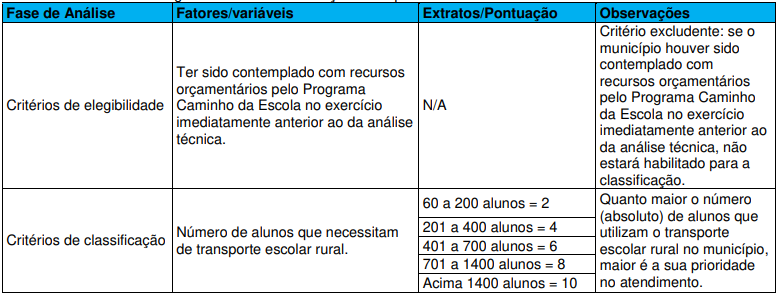 Fase de Análise Fatores/variáveis Extratos/Pontuação Observações
Critérios de elegibilidade
Ter sido contemplado com recursos
orçamentários pelo Programa
Caminho da Escola no exercício
imediatamente anterior ao da análise
técnica.
N/A
Critério excludente: se o
município houver sido
contemplado com
recursos orçamentários
pelo Programa Caminho
da Escola no exercício
imediatamente anterior ao
da análise técnica, não
estará habilitado para a
classificação.
Critérios de classificação
Número de alunos que necessitam
de transporte escolar rural.
60 a 200 alunos = 2
201 a 400 alunos = 4
401 a 700 alunos = 6
701 a 1400 alunos = 8
Acima 1400 alunos = 10
Quanto maior o número
(absoluto) de alunos que
utilizam o transporte
escolar rural no município,
maior é a sua prioridade
no atendimento.